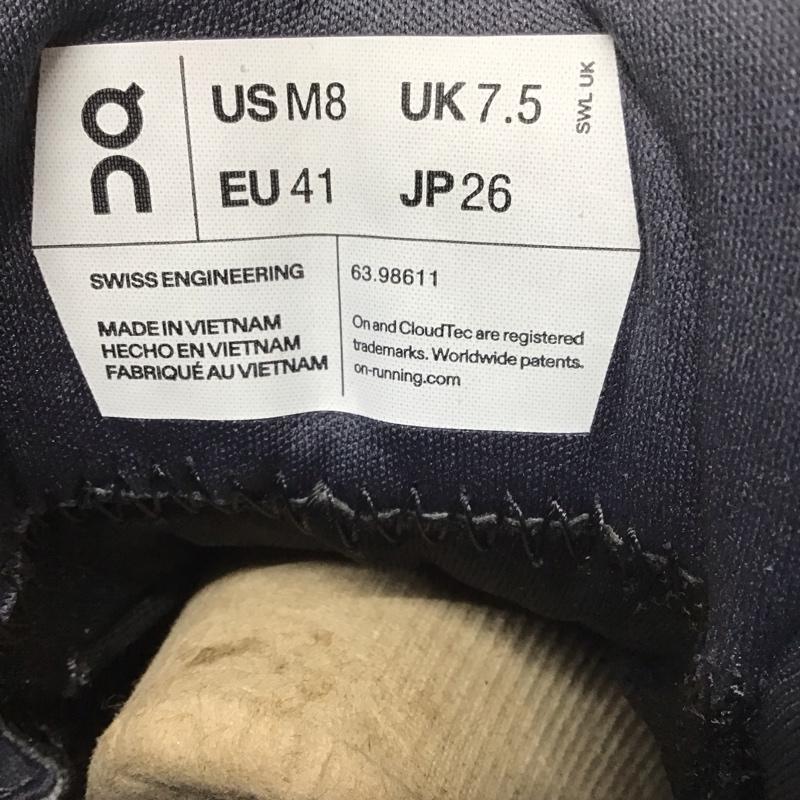 On
US M8 UK 7.5
EU 41 JP 26
SWL UK
SWISS ENGINEERING
MADE IN VIETNAM
HECHO EN VIETNAM
FABRIQUÉ AU VIETNAM
63.98611
On and CloudTec are registered
trademarks. Worldwide patents.
on-running.com